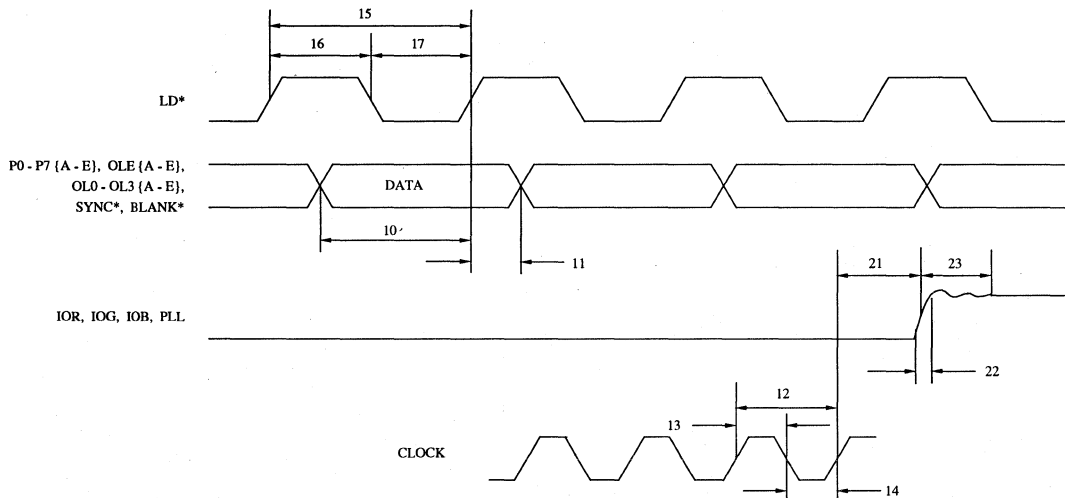 15
16
17
LD*
P0 - P7 {A - E}, OLE {A - E},
OL0 - OL3 {A - E},
SYNC*, BLANK*
DATA
10
11
21
23
IOR, IOG, IOB, PLL
22
12
13
CLOCK
14